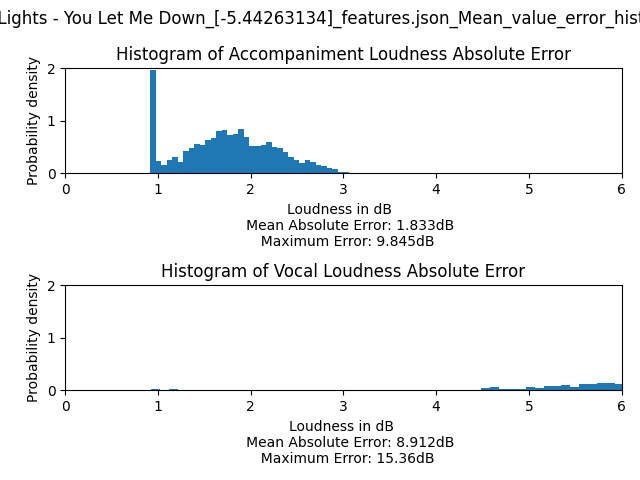 Lights - You Let Me Down_[-5.44263134]_features.json_Mean_value_error_hist
Histogram of Accompaniment Loudness Absolute Error
Probability density
2
1
0
0 1 2 3 4 5 6
Loudness in dB
Mean Absolute Error: 1.833dB
Maximum Error: 9.845dB
Histogram of Vocal Loudness Absolute Error
Probability density
2
1
0
0 1 2 3 4 5 6
Loudness in dB
Mean Absolute Error: 8.912dB
Maximum Error: 15.36dB